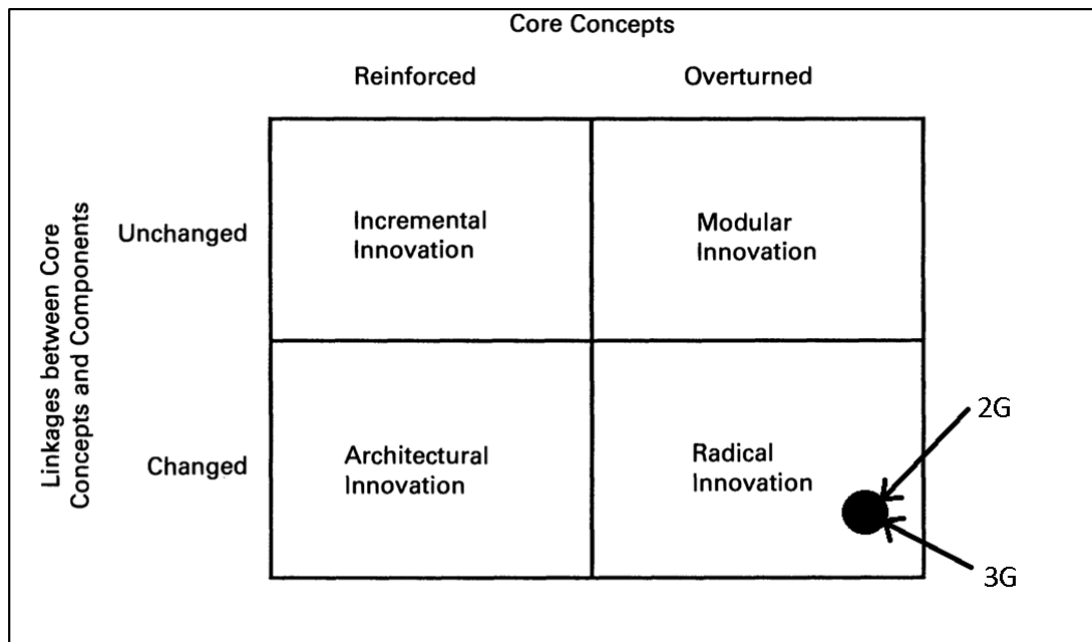 Core Concepts
Reinforced
Overturned
Linkages between Core
Concepts and Components
Unchanged
Incremental
Innovation
Modular
Innovation
Changed
Architectural
Innovation
Radical
Innovation
2G
3G